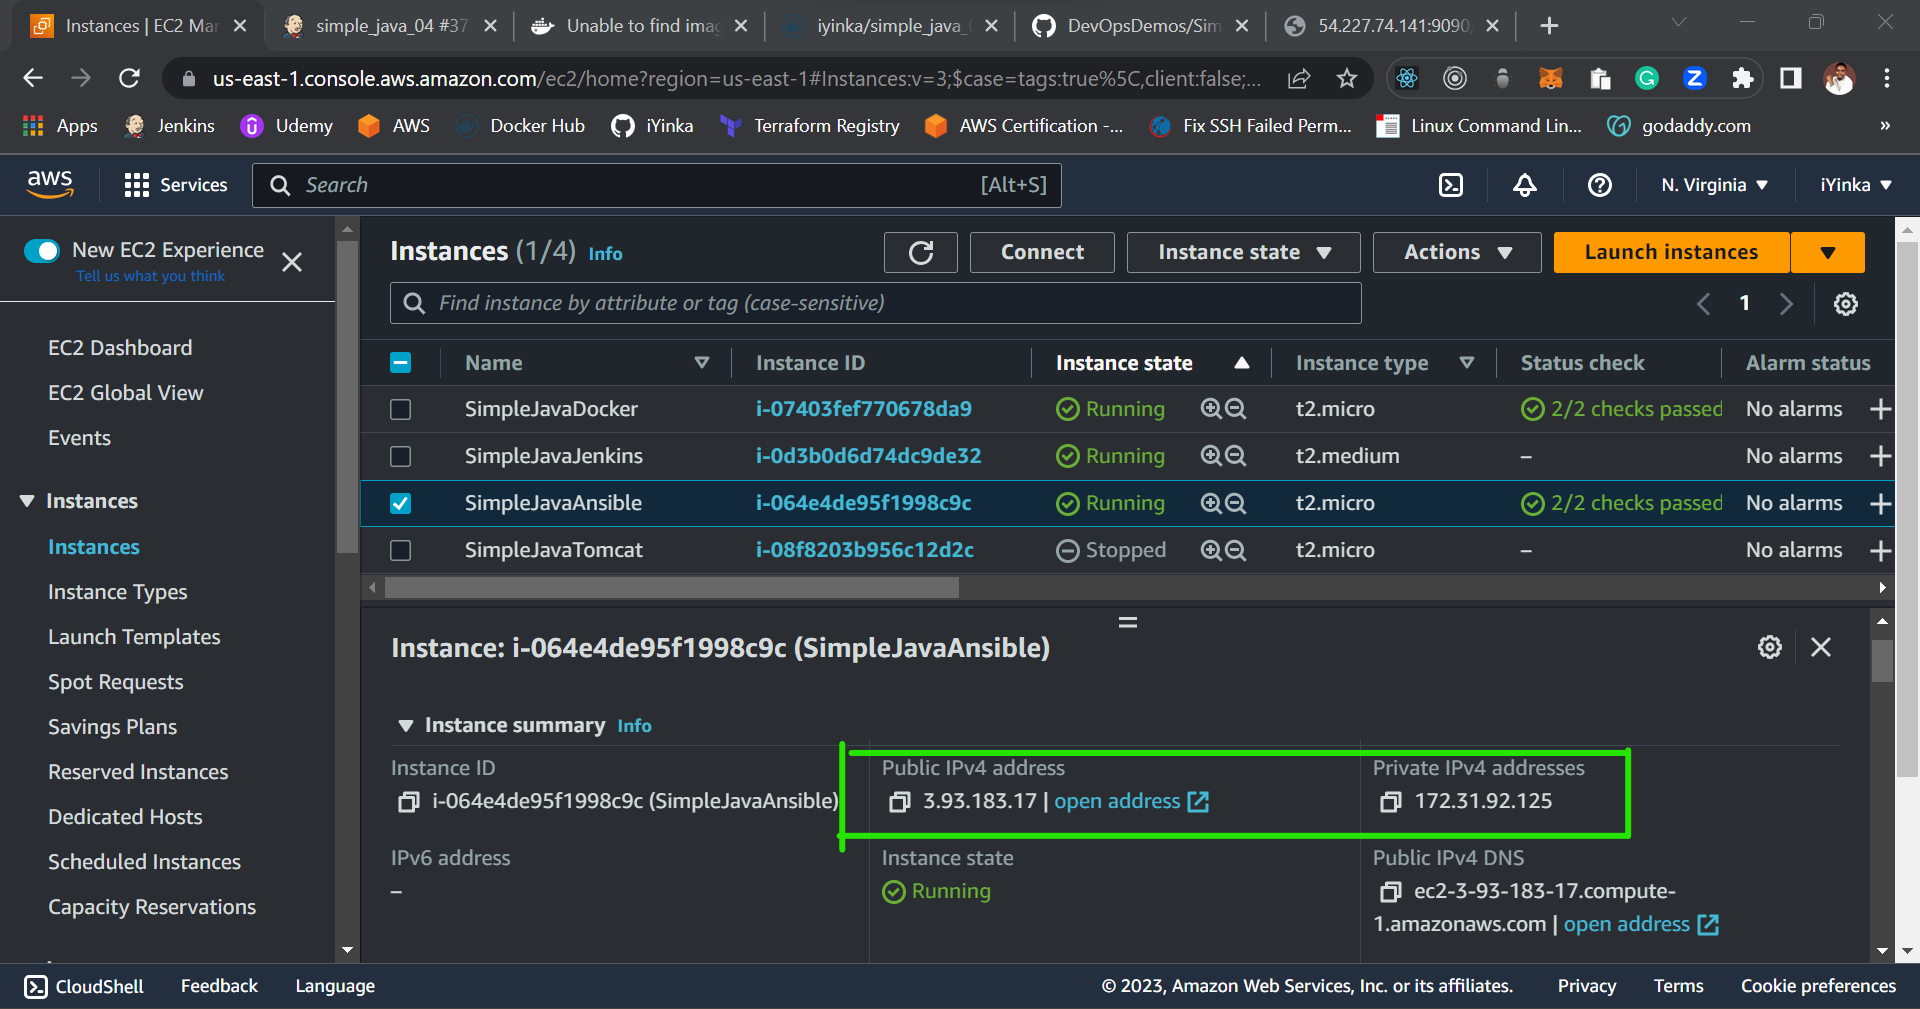 Instances | EC2 Mar
simple_java_04 #37
Unable to find imag
iyinka/simple_java_
DevOpsDemos/Sim
54.227.74.141:9090
us-east-1.console.aws.amazon.com/ec2/home?region=us-east-1#Instances:v=3;$case=tags:true%5C,client:false;...
Apps
Jenkins
Udemy
AWS
Docker Hub
iYinka
Terraform Registry
AWS Certification -...
Fix SSH Failed Perm...
Linux Command Lin...
godaddy.com
»
aws
Services
Search
[Alt+S]
N. Virginia
iYinka
New EC2 Experience
Tell us what you think
EC2 Dashboard
EC2 Global View
Events
Instances
Instances
Instance Types
Launch Templates
Spot Requests
Savings Plans
Reserved Instances
Dedicated Hosts
Scheduled Instances
Capacity Reservations
Instances (1/4) Info
Connect
Instance state
Actions
Launch instances
Find instance by attribute or tag (case-sensitive)
1
Name Instance ID Instance state Instance type Status check Alarm status
SimpleJavaDocker i-07403fef770678da9 Running t2.micro 2/2 checks passed No alarms
SimpleJavaJenkins i-0d3b0d6d74dc9de32 Running t2.medium – No alarms
SimpleJavaAnsible i-064e4de95f1998c9c Running t2.micro 2/2 checks passed No alarms
SimpleJavaTomcat i-08f8203b956c12d2c Stopped t2.micro – No alarms
Instance: i-064e4de95f1998c9c (SimpleJavaAnsible)
Instance summary Info
Instance ID
i-064e4de95f1998c9c (SimpleJavaAnsible)
Public IPv4 address
3.93.183.17 | open address
Private IPv4 addresses
172.31.92.125
IPv6 address
–
Instance state
Running
Public IPv4 DNS
ec2-3-93-183-17.compute-
1.amazonaws.com | open address
CloudShell
Feedback
Language
© 2023, Amazon Web Services, Inc. or its affiliates.
Privacy
Terms
Cookie preferences